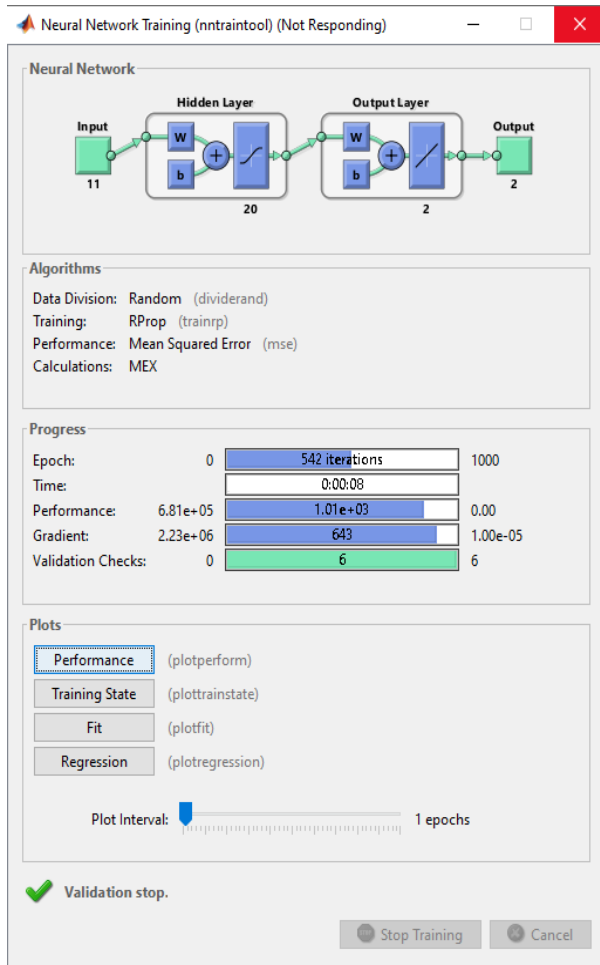 Neural Network Training (nntraintool) (Not Responding)
Neural Network
Hidden Layer Output Layer
Input Output
W W
b b
11 2
20 2
Algorithms
Data Division: Random (dividerand)
Training: RProp (trainrp)
Performance: Mean Squared Error (mse)
Calculations: MEX
Progress
Epoch: 0 542 iterations 1000
Time: 0:00:08
Performance: 6.81e+05 1.01e+03 0.00
Gradient: 2.23e+06 643 1.00e-05
Validation Checks: 0 6 6
Plots
Performance (plotperform)
Training State (plottrainstate)
Fit (plotfit)
Regression (plotregression)
Plot Interval: 1 epochs
Validation stop.
Stop Training Cancel